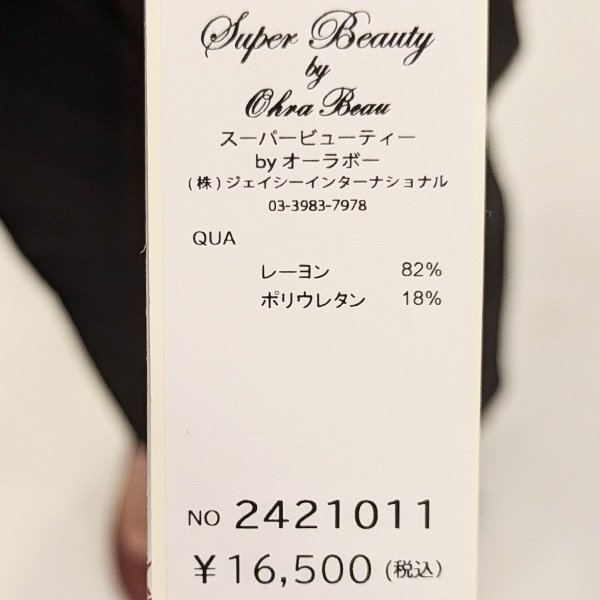 Super Beauty
by
Ohra Beau
スーパービューティー
by オーラボー
(株)ジェイシーインターナショナル
03-3983-7978
QUA
レーヨン 82%
ポリウレタン 18%
NO 2421011
¥16,500 (税込)